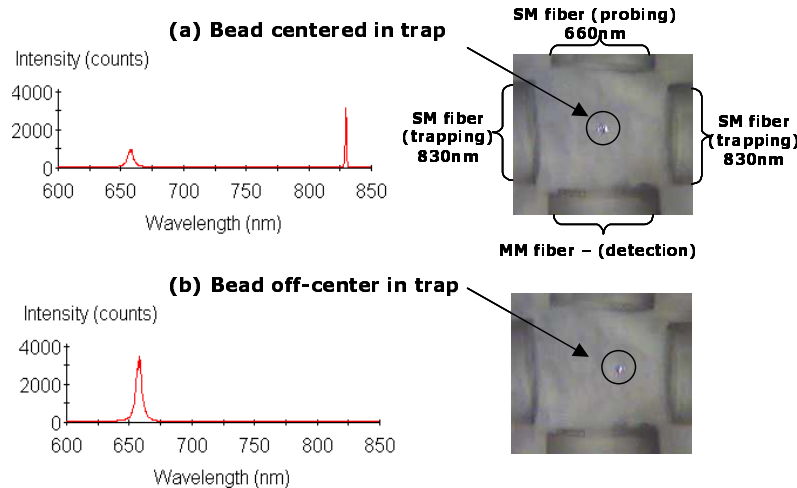 (a) Bead centered in trap
SM fiber (probing)
660nm
Intensity (counts)
4000
2000
0
600 650 700 750 800 850
Wavelength (nm)
SM fiber
(trapping)
830nm
SM fiber
(trapping)
830nm
MM fiber – (detection)
(b) Bead off-center in trap
Intensity (counts)
4000
2000
0
600 650 700 750 800 850
Wavelength (nm)